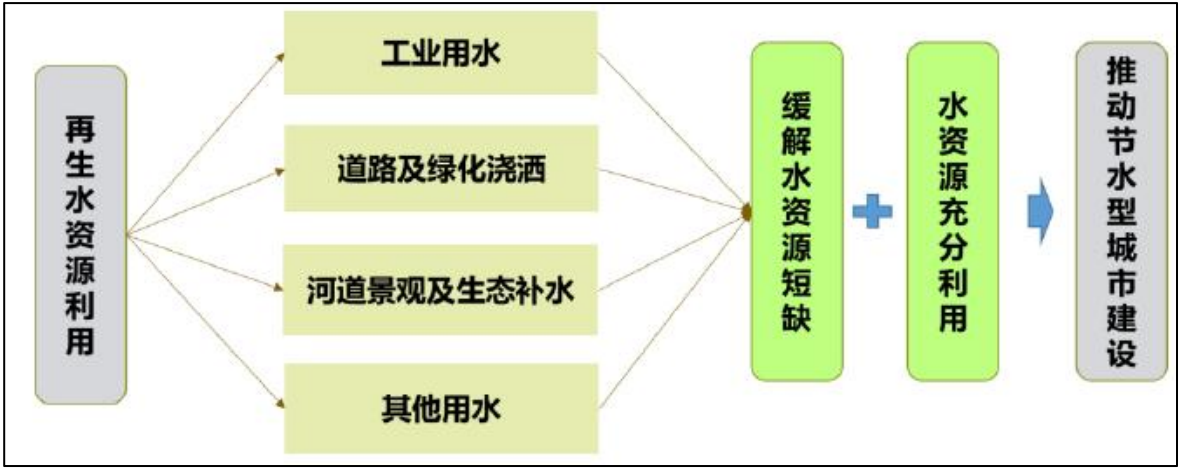 再生水资源利用
工业用水
道路及绿化浇洒
河道景观及生态补水
其他用水
缓解水资源短缺
水资源充分利用
推动节水型城市建设